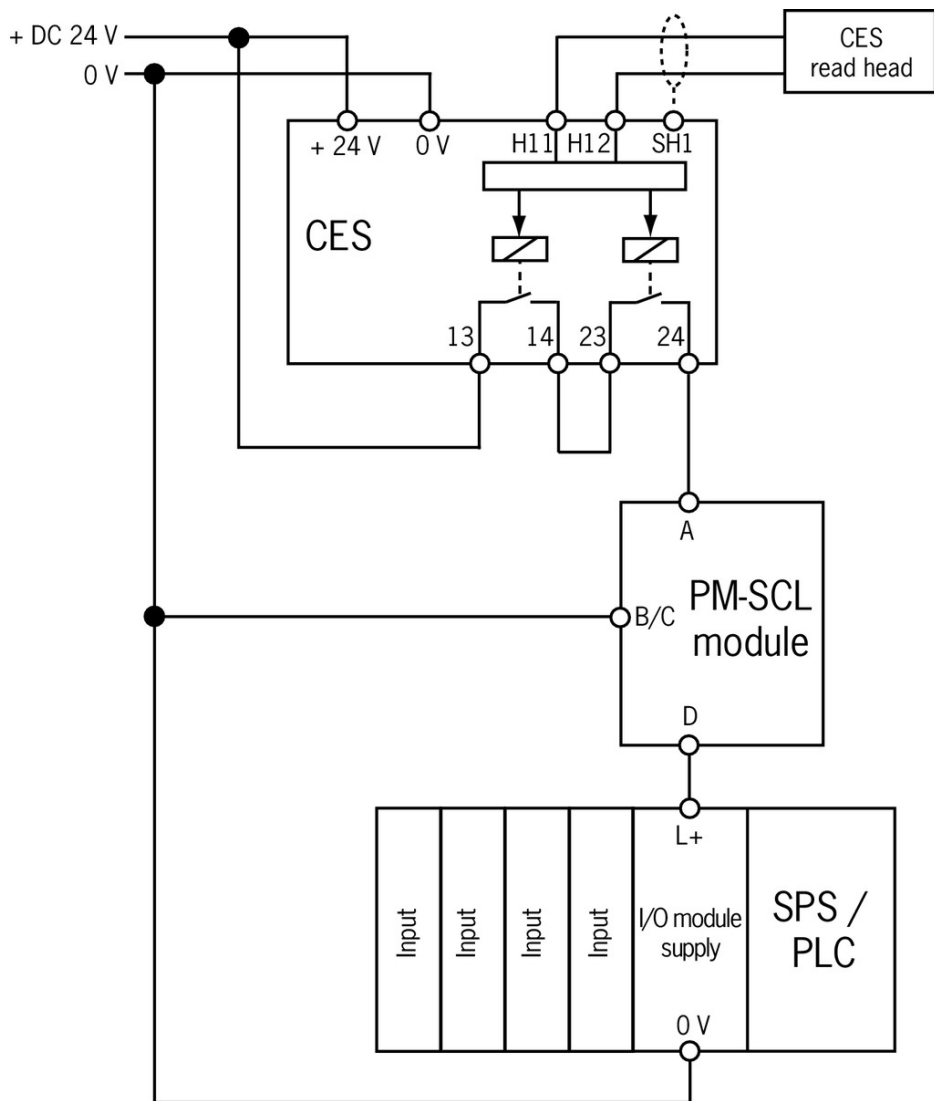 + DC 24 V
0 V
CES
read head
+ 24 V
0 V
H11
H12
SH1
CES
13
14
23
24
A
B/C
PM-SCL
module
D
Input
Input
Input
Input
L+
I/O module
supply
0 V
SPS /
PLC